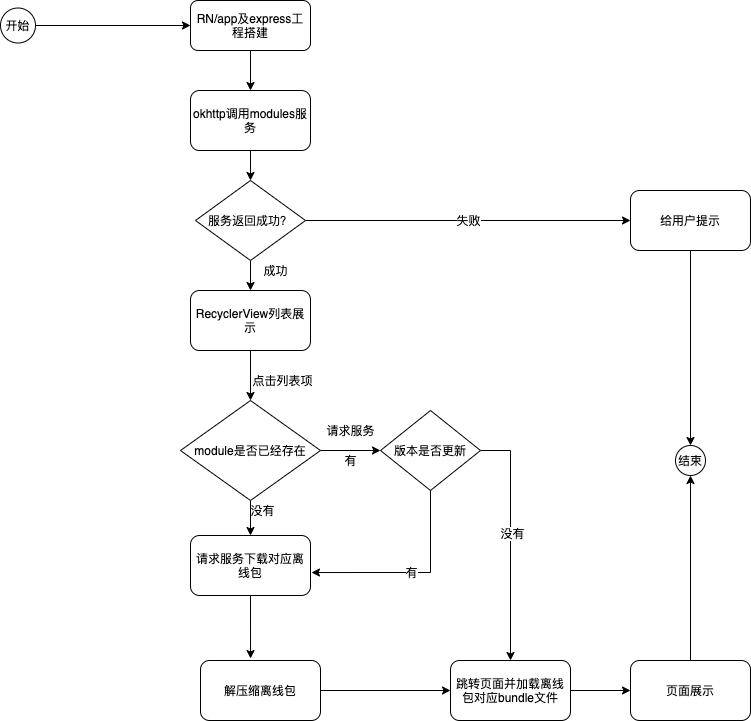 开始
RN/app及express工
程搭建
okhttp调用modules服
务
服务返回成功?
失败
给用户提示
成功
RecyclerView列表展
示
点击列表项
module是否已经存在
请求服务
有
版本是否更新
结束
没有
没有
请求服务下载对应离
线包
有
解压缩离线包
跳转页面并加载离线
包对应bundle文件
页面展示